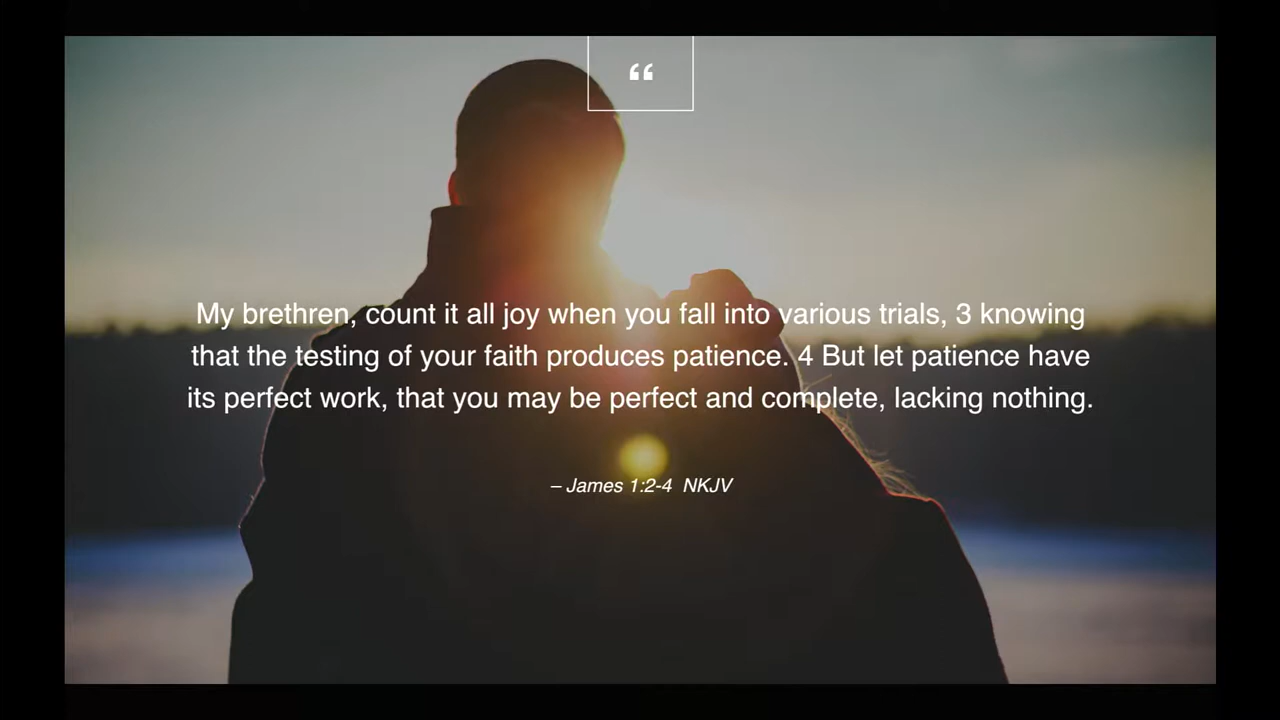 “
My brethren, count it all joy when you fall into various trials, 3 knowing
that the testing of your faith produces patience. 4 But let patience have
its perfect work, that you may be perfect and complete, lacking nothing.
– James 1:2-4 NKJV